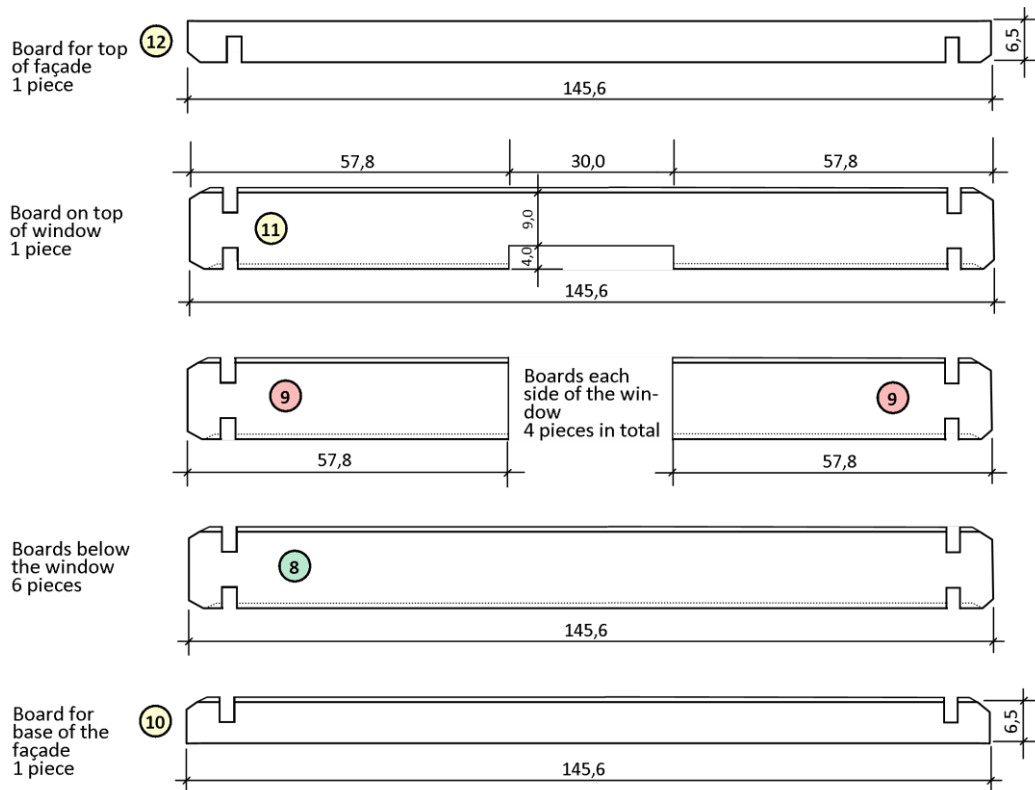 Board for top
of façade
1 piece
12
6,5
145,6
57,8
30,0
57,8
Board on top
of window
1 piece
11
9,0
4,0
145,6
9
Boards each
side of the win-
dow
4 pieces in total
9
57,8
57,8
Boards below
the window
6 pieces
8
145,6
Board for
base of the
façade
1 piece
10
6,5
145,6